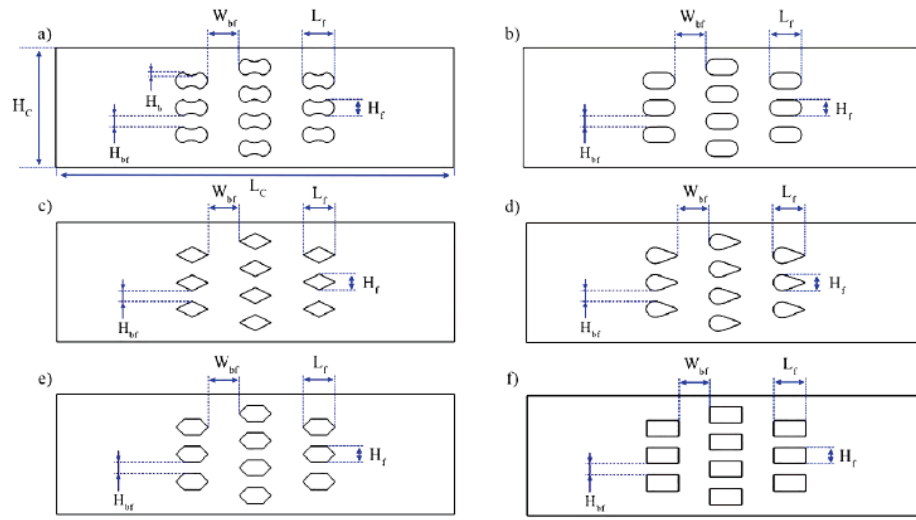 a)
W_bf
L_f
H_b
H_C
H_f
H_bf
L_C
b)
W_bf
L_f
H_f
H_bf
c)
W_bf
L_f
H_f
H_bf
d)
W_bf
L_f
H_f
H_bf
e)
W_bf
L_f
H_f
H_bf
f)
W_bf
L_f
H_f
H_bf